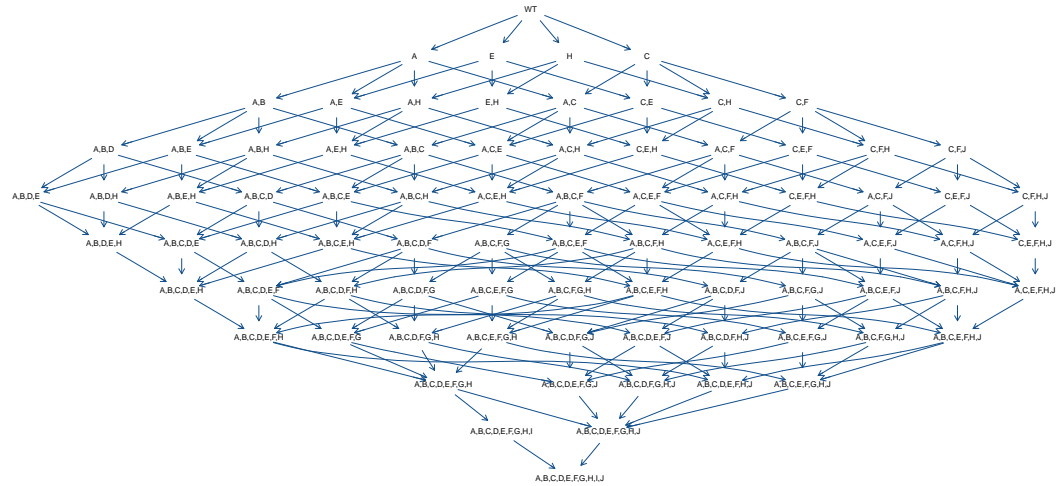 WT
A E H C
A,B A,E A,H E,H A,C C,E C,H C,F
A,B,D A,B,E A,B,H A,E,H A,B,C A,C,E A,C,H C,E,H A,C,F C,E,F C,F,H C,F,J
A,B,D,E A,B,D,H A,B,E,H A,B,C,D A,B,C,E A,B,C,H A,C,E,H A,B,C,F A,C,E,F A,C,F,H C,E,F,H A,C,F,J C,E,F,J C,F,H,J
A,B,D,E,H A,B,C,D,E A,B,C,D,H A,B,C,E,H A,B,C,D,F A,B,C,F,G A,B,C,E,F A,B,C,F,H A,C,E,F,H A,B,C,F,J A,C,E,F,J A,C,F,H,J C,E,F,H,J
A,B,C,D,E,H A,B,C,D,E,F A,B,C,D,F,H A,B,C,D,F,G A,B,C,E,F,G A,B,C,F,G,H A,B,C,E,F,H A,B,C,D,F,J A,B,C,F,G,J A,B,C,E,F,J A,B,C,F,H,J A,C,E,F,H,J
A,B,C,D,E,F,H A,B,C,D,E,F,G A,B,C,D,F,G,H A,B,C,E,F,G,H A,B,C,D,F,G,J A,B,C,D,E,F,J A,B,C,D,F,H,J A,B,C,E,F,G,J A,B,C,F,G,H,J A,B,C,E,F,H,J
A,B,C,D,E,F,G,H A,B,C,D,E,F,G,J A,B,C,D,F,G,H,J A,B,C,D,E,F,H,J A,B,C,E,F,G,H,J
A,B,C,D,E,F,G,H,I A,B,C,D,E,F,G,H,J
A,B,C,D,E,F,G,H,I,J